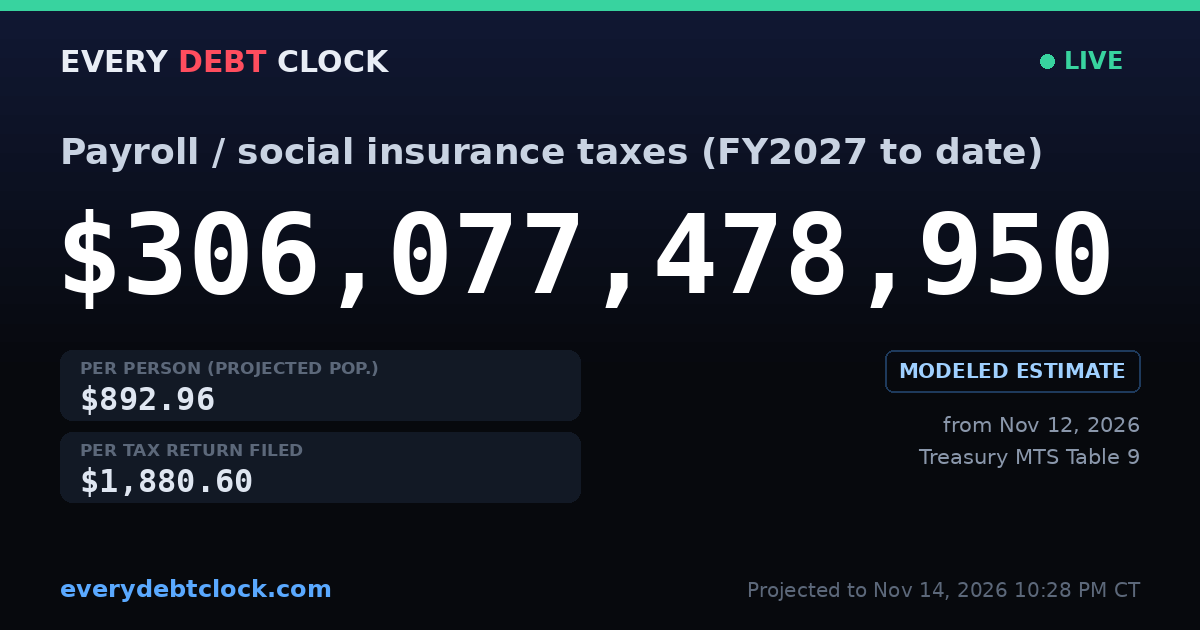 EVERY DEBT CLOCK
LIVE
Payroll / social insurance taxes (FY2027 to date)
$306,077,478,950
PER PERSON (PROJECTED POP.)
$892.96
PER TAX RETURN FILED
$1,880.60
MODELED ESTIMATE
from Nov 12, 2026
Treasury MTS Table 9
everydebtclock.com
Projected to Nov 14, 2026 10:28 PM CT